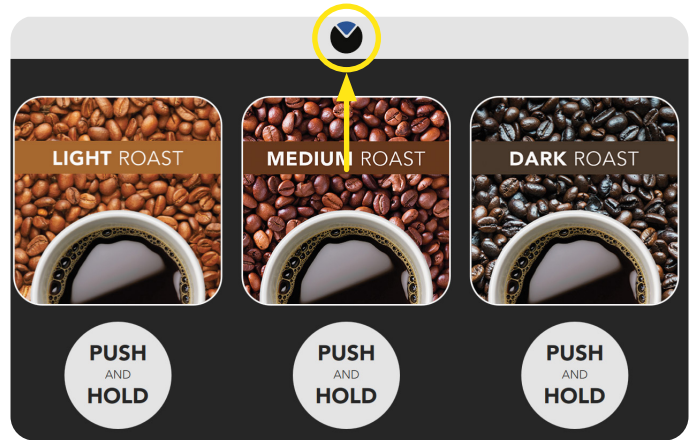 LIGHT ROAST
MEDIUM ROAST
DARK ROAST
PUSH
AND
HOLD
PUSH
AND
HOLD
PUSH
AND
HOLD